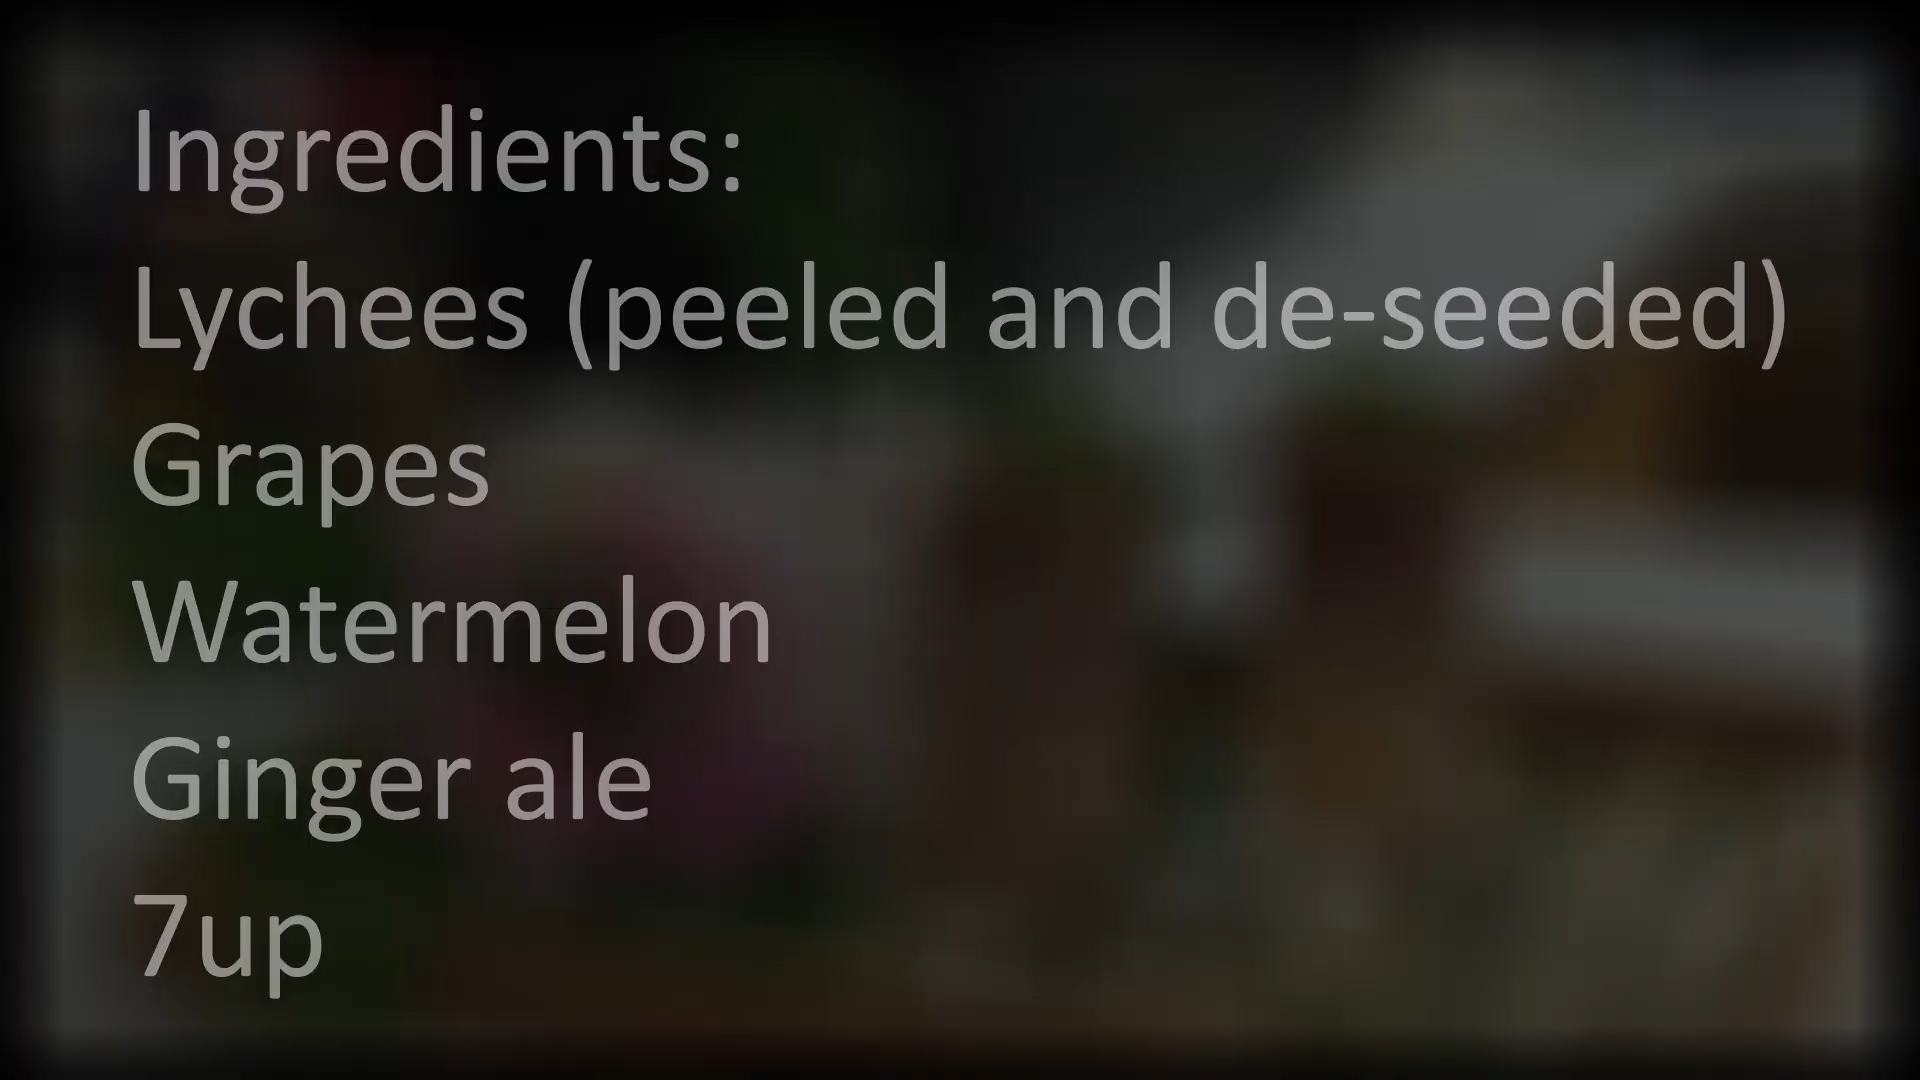 Ingredients:
Lychees (peeled and de-seeded)
Grapes
Watermelon
Ginger ale
7up